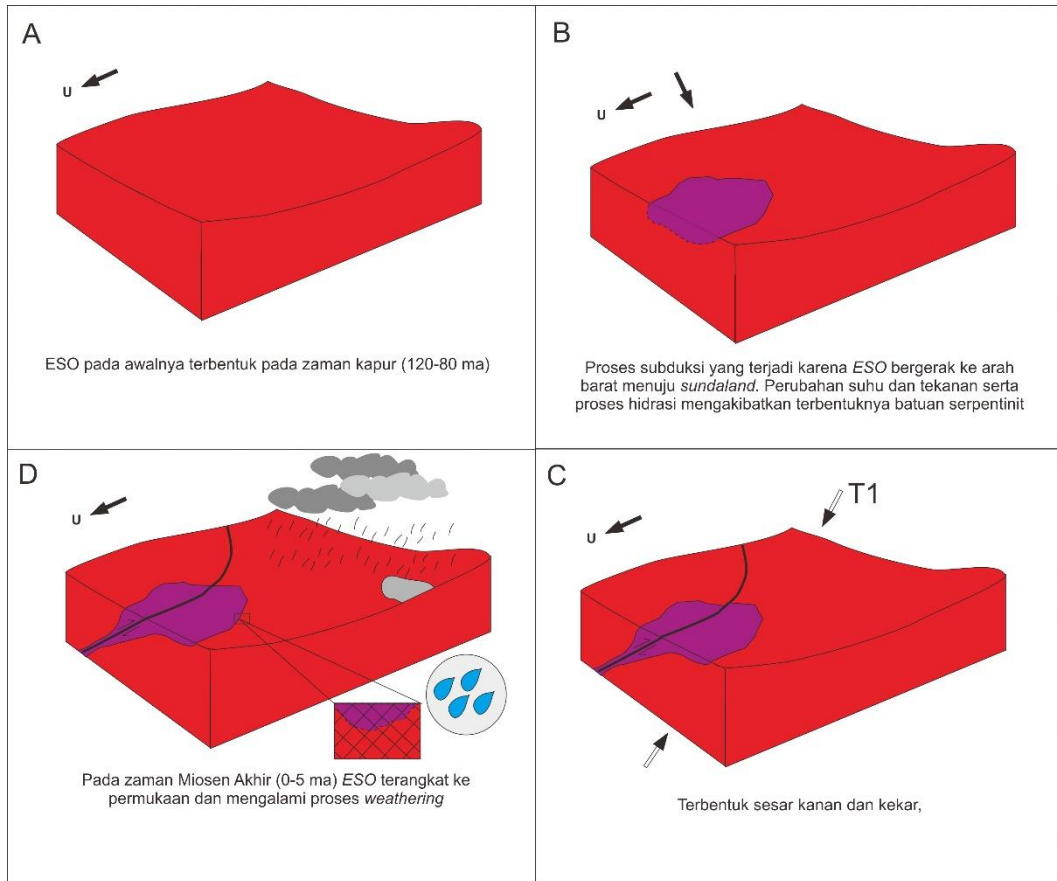 A
U
ESO pada awalnya terbentuk pada zaman kapur (120-80 ma)
B
U
Proses subduksi yang terjadi karena ESO bergerak ke arah
barat menuju sundaland. Perubahan suhu dan tekanan serta
proses hidrasi mengakibatkan terbentuknya batuan serpentinit
D
U
Pada zaman Miosen Akhir (0-5 ma) ESO terangkat ke
permukaan dan mengalami proses weathering
C
T1
U
Terbentuk sesar kanan dan kekar,